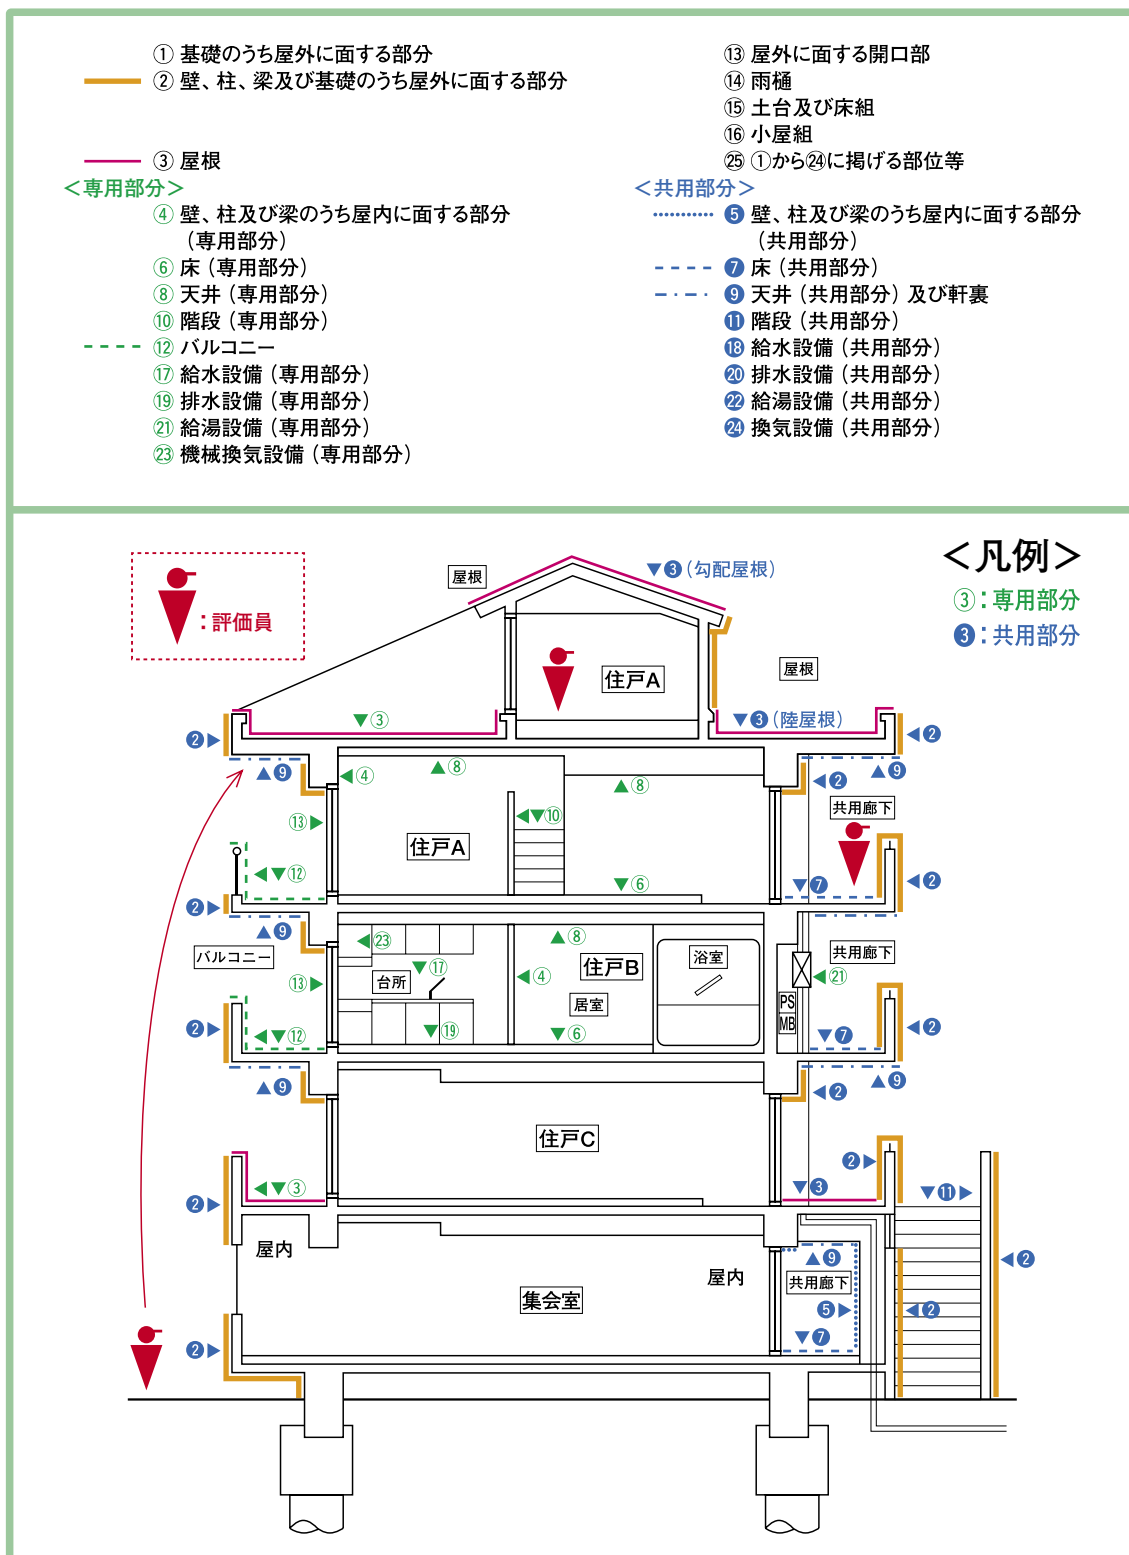 ① 基礎のうち屋外に面する部分
② 壁、柱、梁及び基礎のうち屋外に面する部分
③ 屋根
＜専用部分＞
④ 壁、柱及び梁のうち屋内に面する部分
（専用部分）
⑥ 床（専用部分）
⑧ 天井（専用部分）
⑩ 階段（専用部分）
⑫ バルコニー
⑰ 給水設備（専用部分）
⑲ 排水設備（専用部分）
㉑ 給湯設備（専用部分）
㉓ 機械換気設備（専用部分）
⑬ 屋外に面する開口部
⑭ 雨樋
⑮ 土台及び床組
⑯ 小屋組
㉕ ①から㉔に掲げる部位等
＜共用部分＞
❺ 壁、柱及び梁のうち屋内に面する部分
（共用部分）
❼ 床（共用部分）
❾ 天井（共用部分）及び軒裏
⓫ 階段（共用部分）
⓲ 給水設備（共用部分）
⓴ 排水設備（共用部分）
㉒ 給湯設備（共用部分）
㉔ 換気設備（共用部分）
＜凡例＞
③：専用部分
❸：共用部分
：評価員
屋根
▼❸（勾配屋根）
住戸A
屋根
▼③
▼❸（陸屋根）
❷▶
◀❷
▲❾
◀④
▲⑧
▲⑧
◀❷
▲❾
⑬▶
住戸A
◀▼⑩
共用廊下
◀▼⑫
▼⑥
▼❼
◀❷
❷▶
▲❾
バルコニー
◀㉓
▲⑧
住戸B
浴室
共用廊下
⑬▶
台所
▼⑰
◀④
居室
◀㉑
PS
MB
❷▶
◀▼⑫
▼⑲
▼⑥
▼❼
◀❷
▲❾
◀❷
▲❾
住戸C
❷▶
◀▼③
▼❸
▼⓫▶
❷▶
屋内
屋内
集会室
▲❾
共用廊下
❺▶
▼❼
◀❷
◀❷
❷▶